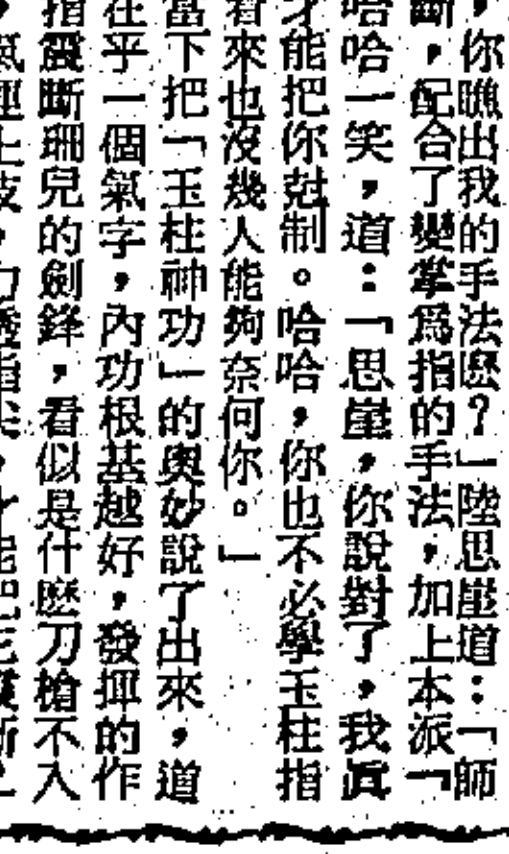 ，你瞧出我的手法麽？」陸思崖道：「師
斷，配合了變掌爲指的手法，加上本派「
哈哈一笑，道：「思崖，你說對了，我眞
才能把你尅制。哈哈，你也不必學玉柱指
看來也沒幾人能夠奈何你。」
當下把「玉柱神功」的奧妙說了出來，道
在乎一個氣字，內功根基越好，發揮的作
指震斷珊兒的劍鋒，看似是什麽刀槍不入